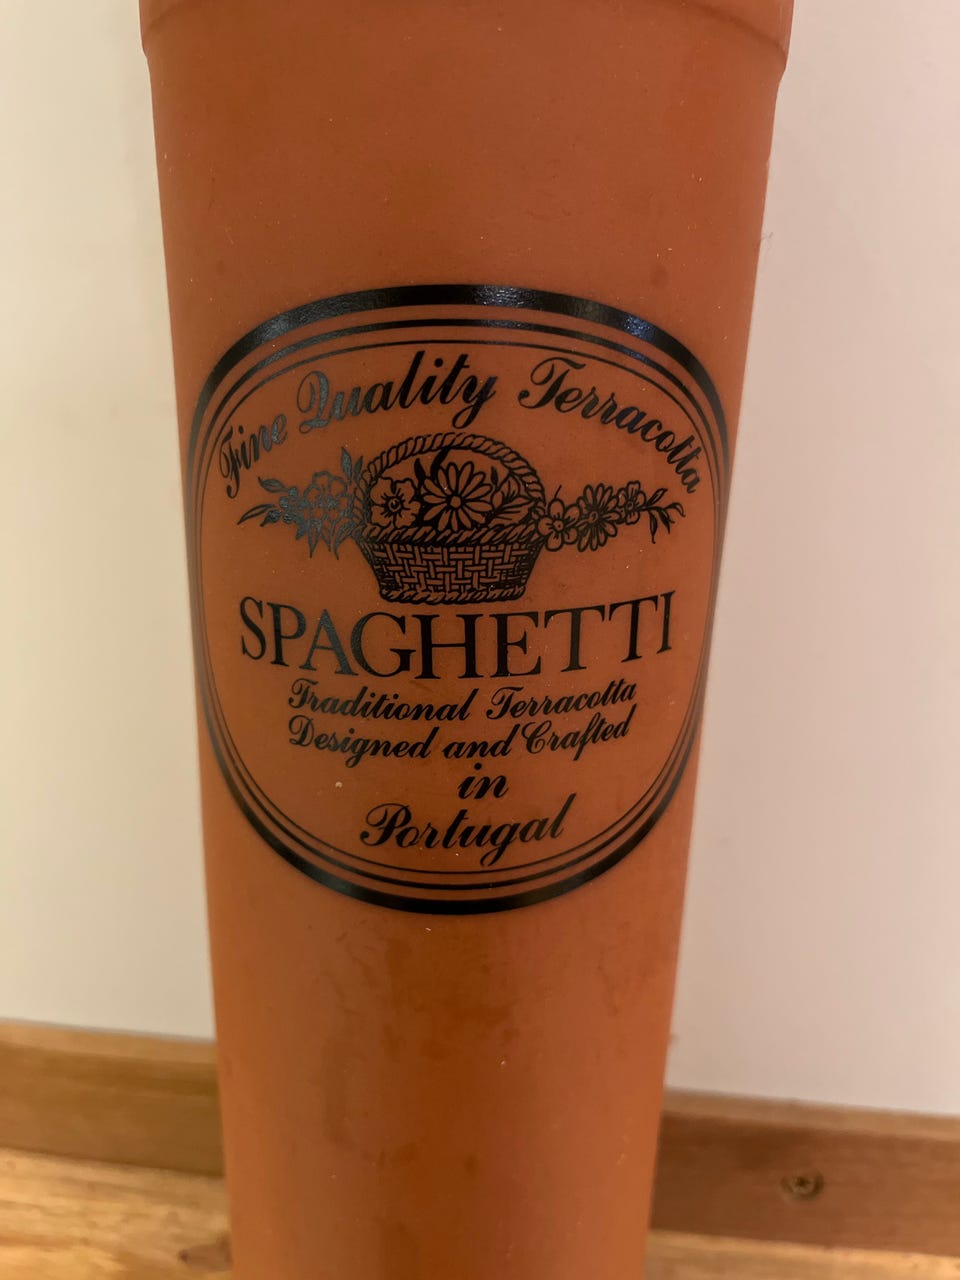 Fine Quality Terracotta
SPAGHETTI
Traditional Terracotta
Designed and Crafted
in
Portugal